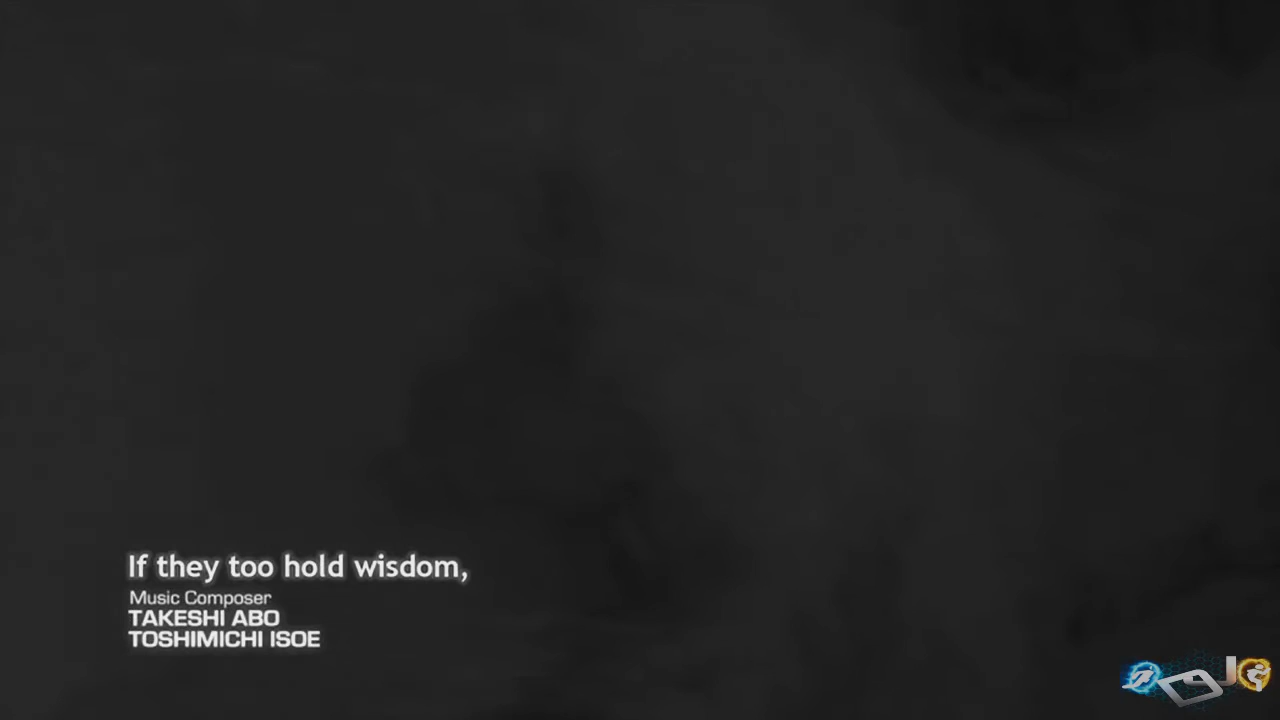 If they too hold wisdom,
Music Composer
TAKESHI ABO
TOSHIMICHI ISOE